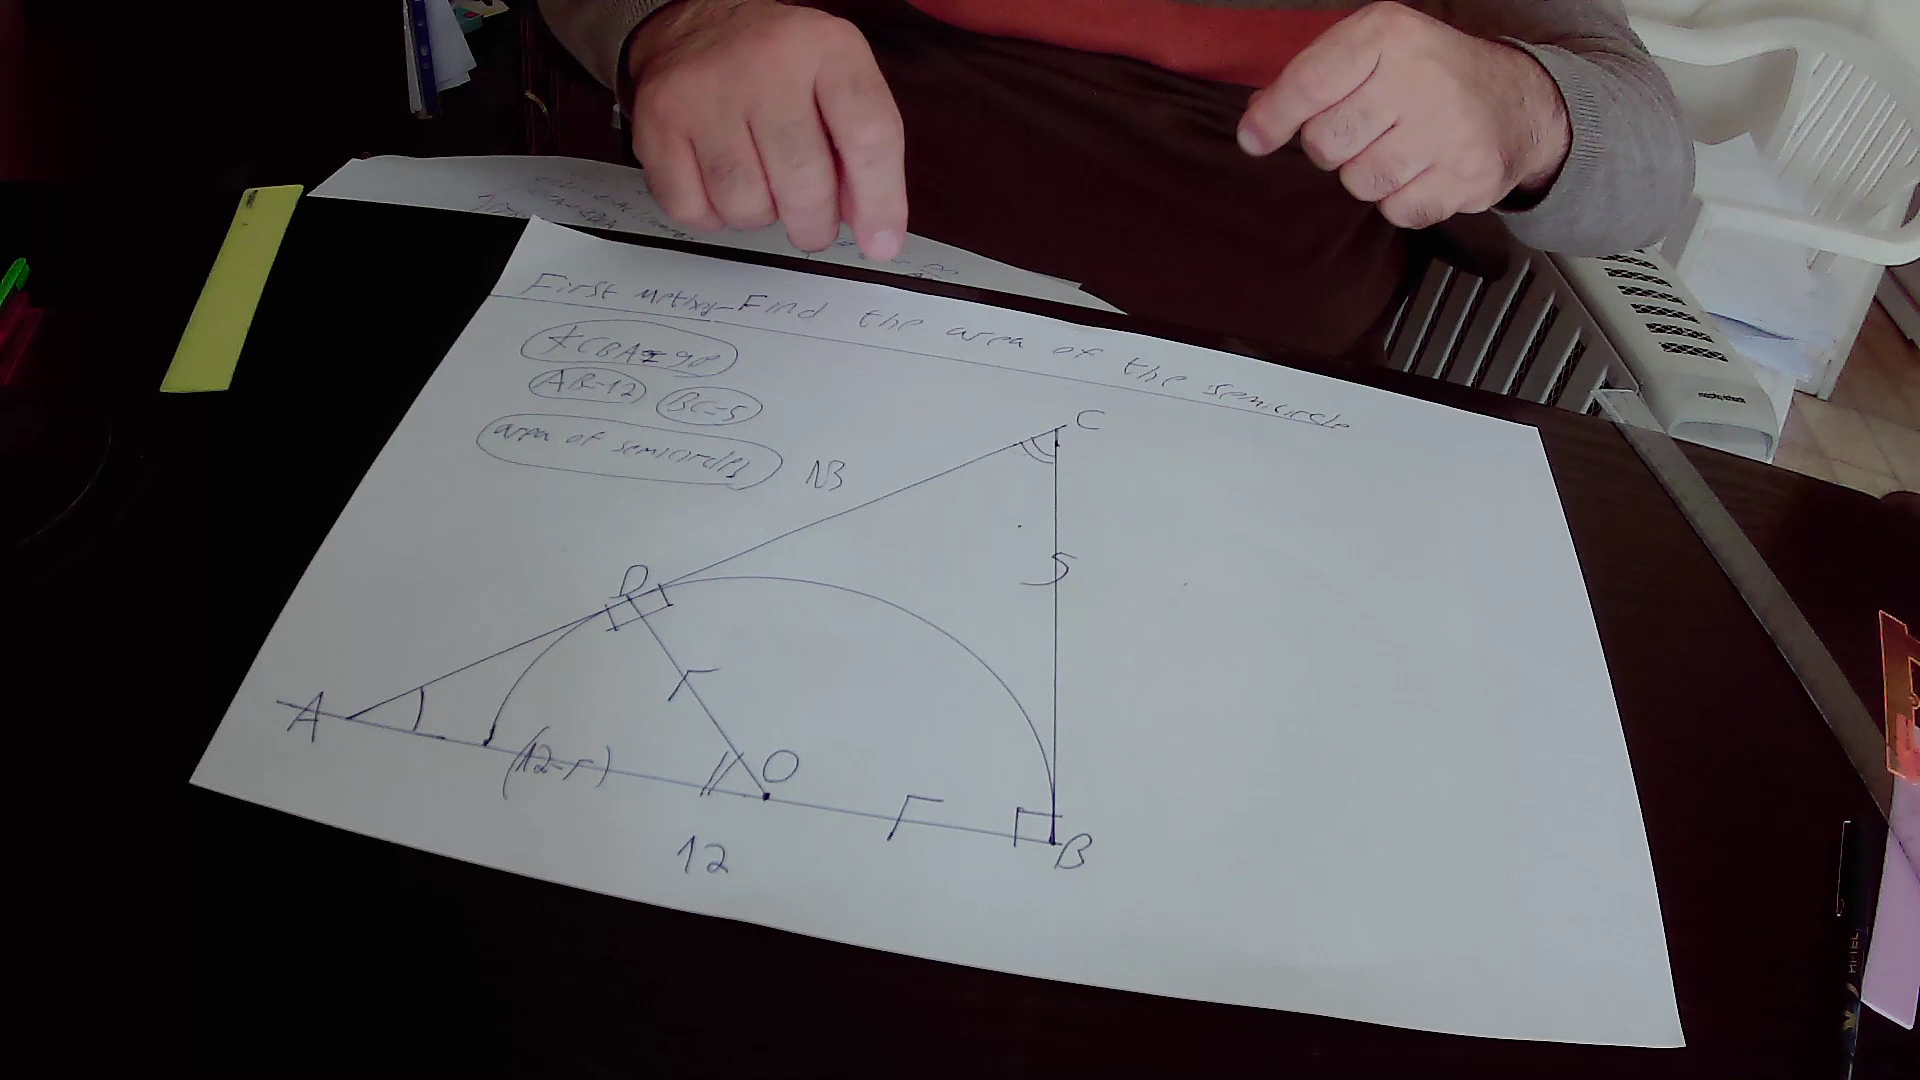 First Method-Find the area of the semicircle
∡CBA=90
AB=12 BC=5
area of semicircle
13
C
5
D
r
A
(12-r)
O
r
B
12